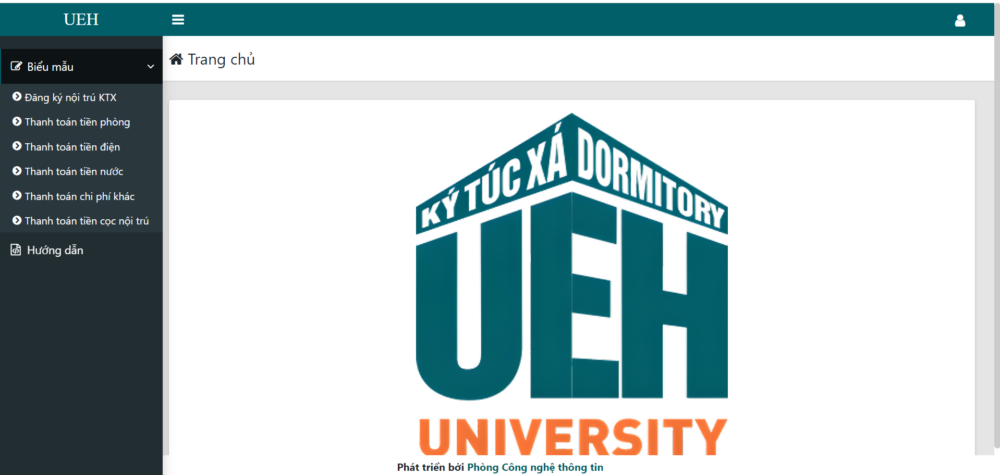 UEH
Trang chủ
Biểu mẫu
Đăng ký nội trú KTX
Thanh toán tiền phòng
Thanh toán tiền điện
Thanh toán tiền nước
Thanh toán chi phí khác
Thanh toán tiền cọc nội trú
Hướng dẫn
KÝ TÚC XÁ DORMITORY
UEH
UNIVERSITY
Phát triển bởi Phòng Công nghệ thông tin